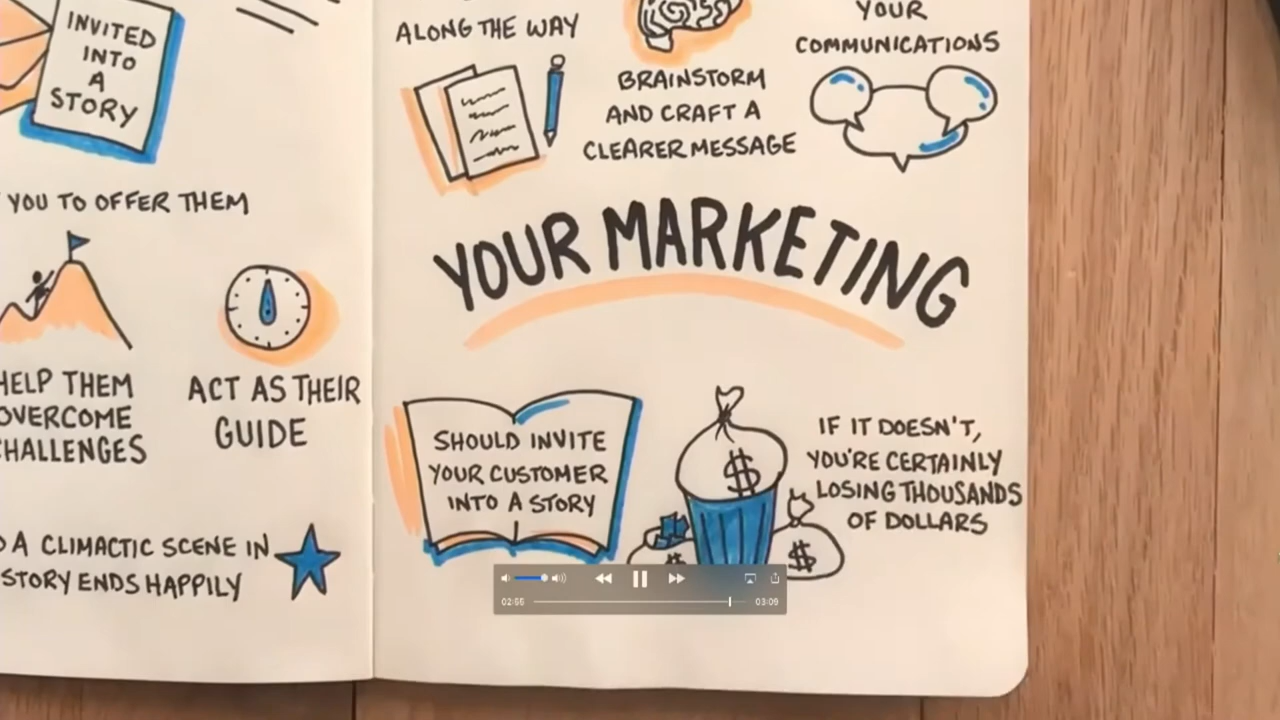 INVITED
INTO
A
STORY
YOU TO OFFER THEM
HELP THEM
OVERCOME
CHALLENGES
ACT AS THEIR
GUIDE
A CLIMACTIC SCENE IN
STORY ENDS HAPPILY
ALONG THE WAY
BRAINSTORM
AND CRAFT A
CLEARER MESSAGE
YOUR
COMMUNICATIONS
YOUR MARKETING
SHOULD INVITE
YOUR CUSTOMER
INTO A STORY
$
$
$
IF IT DOESN'T,
YOU'RE CERTAINLY
LOSING THOUSANDS
OF DOLLARS
02:55
03:09